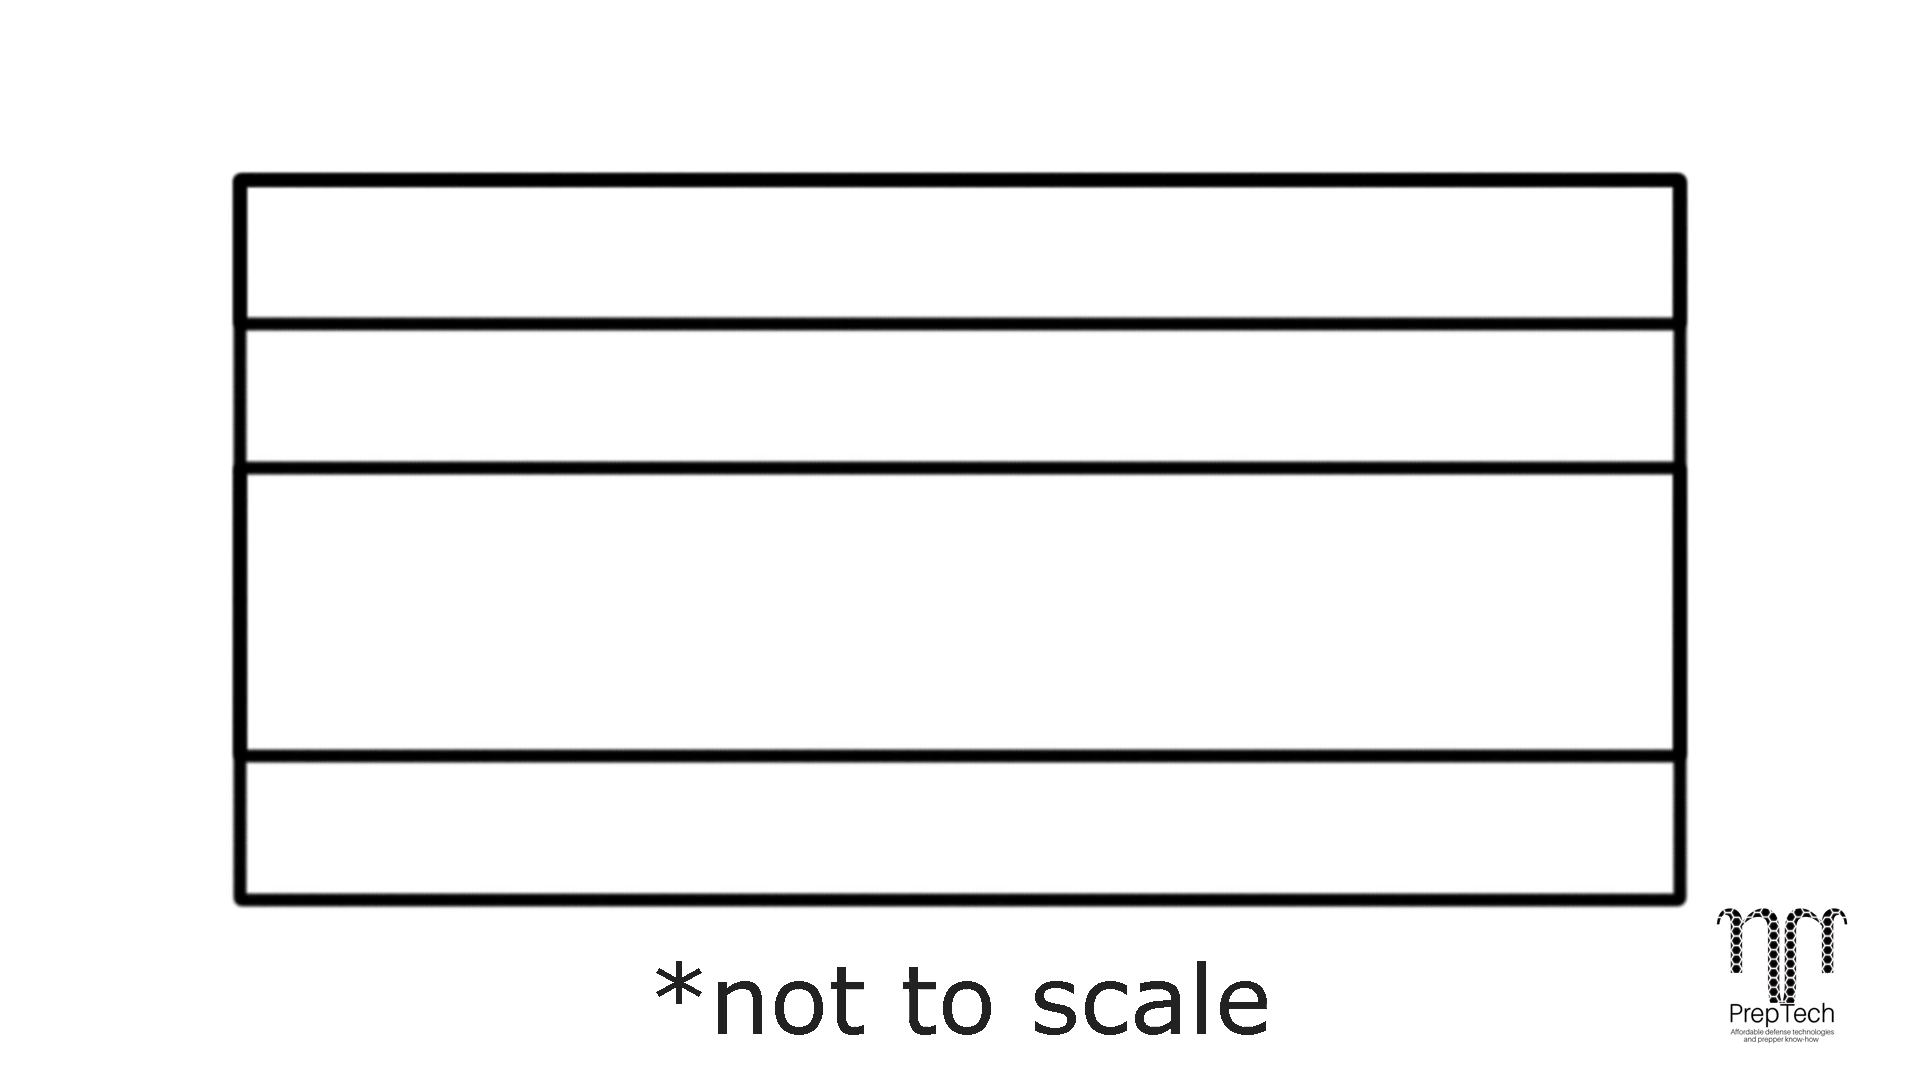 *not to scale
PrepTech
Affordable defense technologies
and prepper know-how